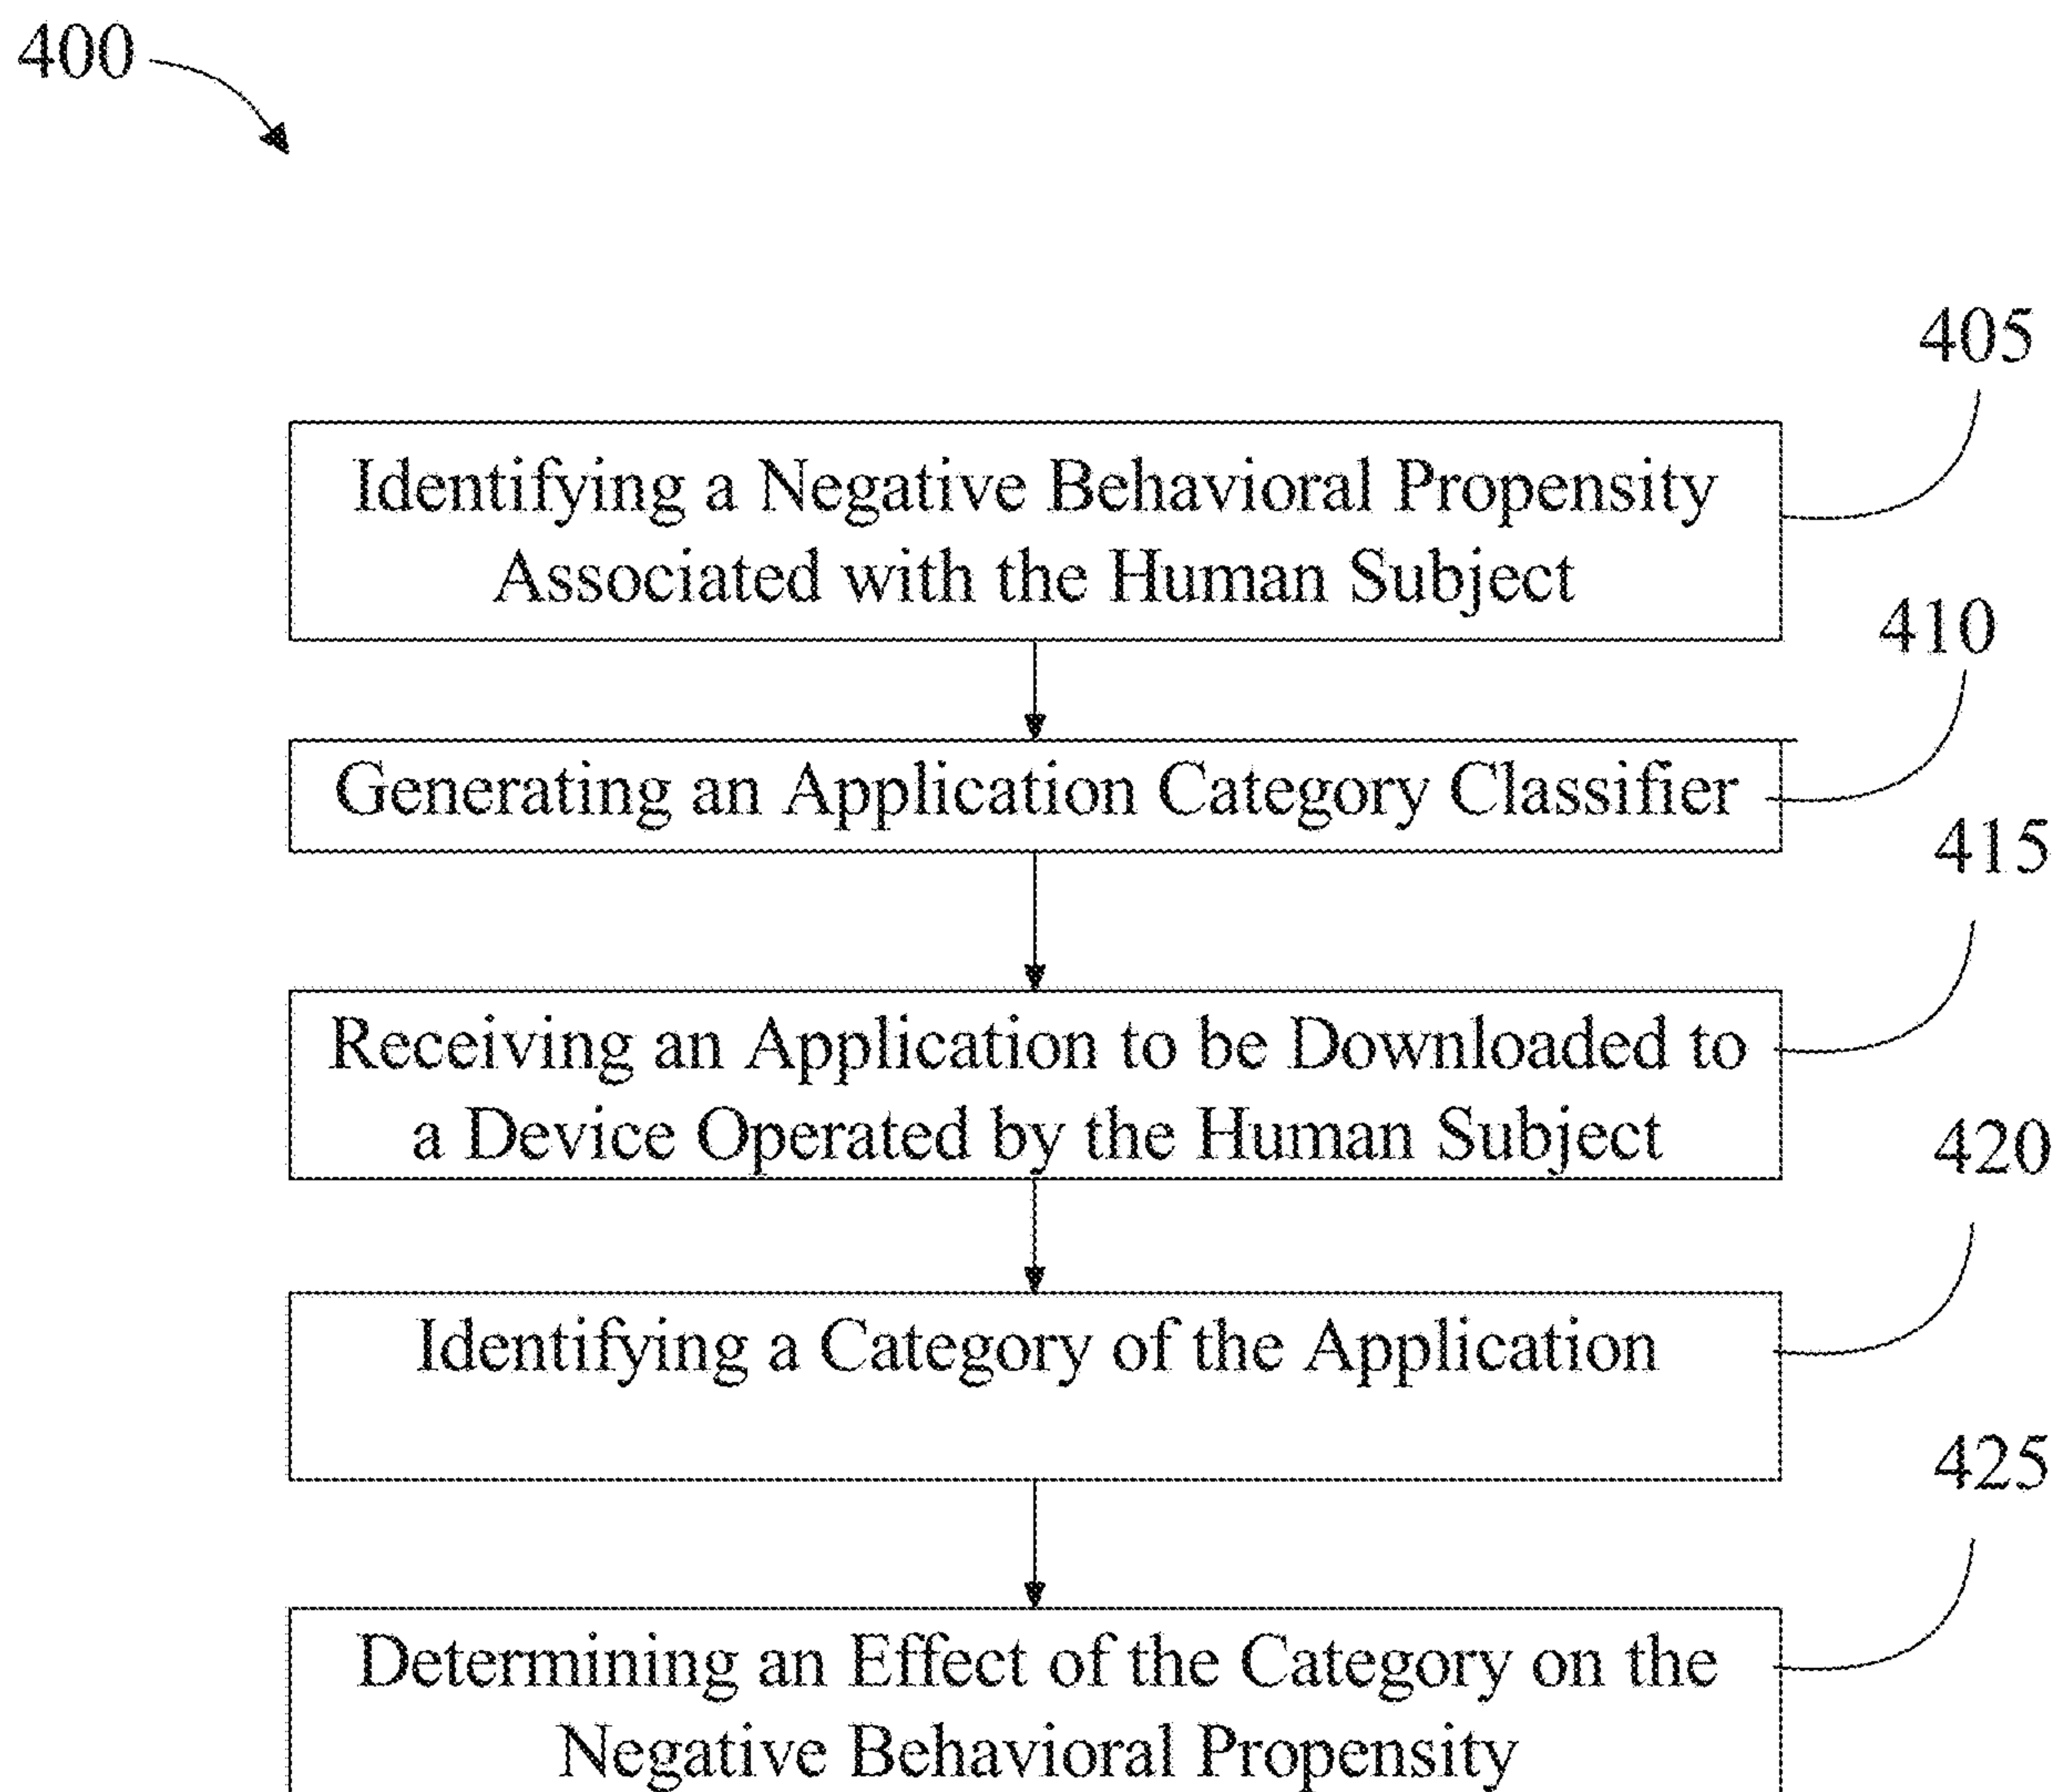 400
405
Identifying a Negative Behavioral Propensity
Associated with the Human Subject
410
Generating an Application Category Classifier
415
Receiving an Application to be Downloaded to
a Device Operated by the Human Subject
420
Identifying a Category of the Application
425
Determining an Effect of the Category on the
Negative Behavioral Propensity